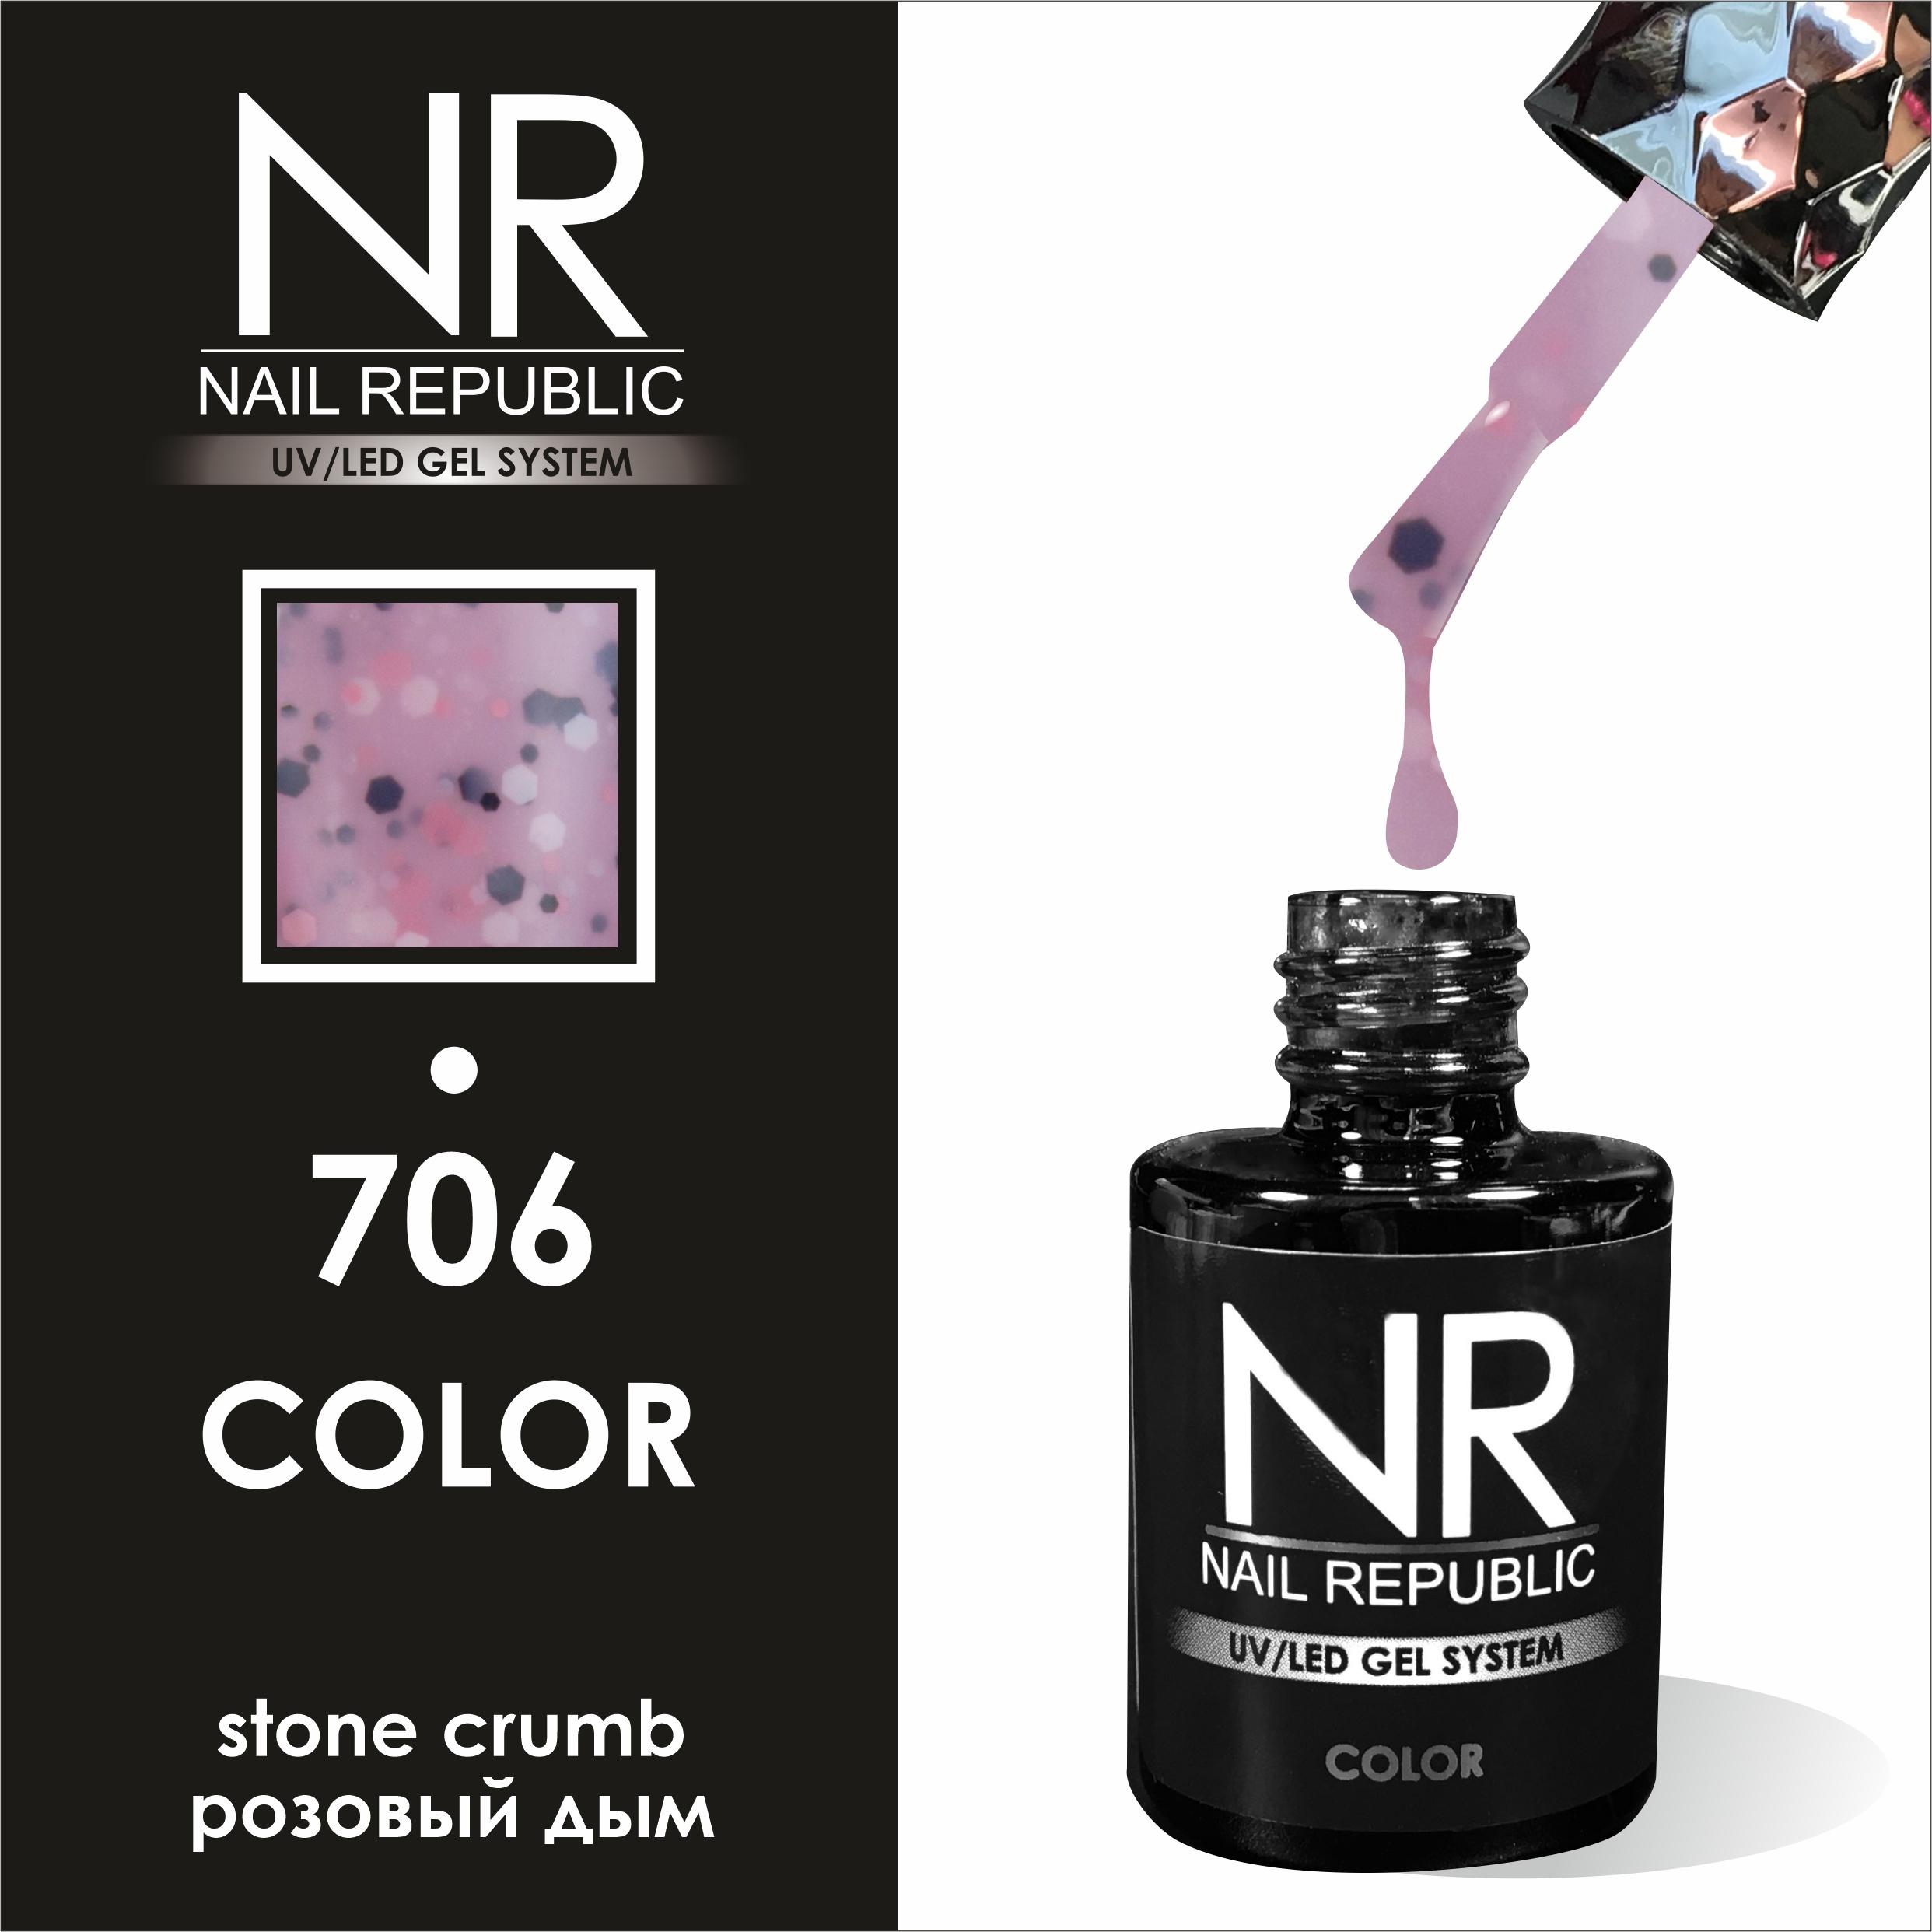 NR
NAIL REPUBLIC
UV/LED GEL SYSTEM
706
COLOR
stone crumb
розовый дым
NR
NAIL REPUBLIC
UV/LED GEL SYSTEM
COLOR